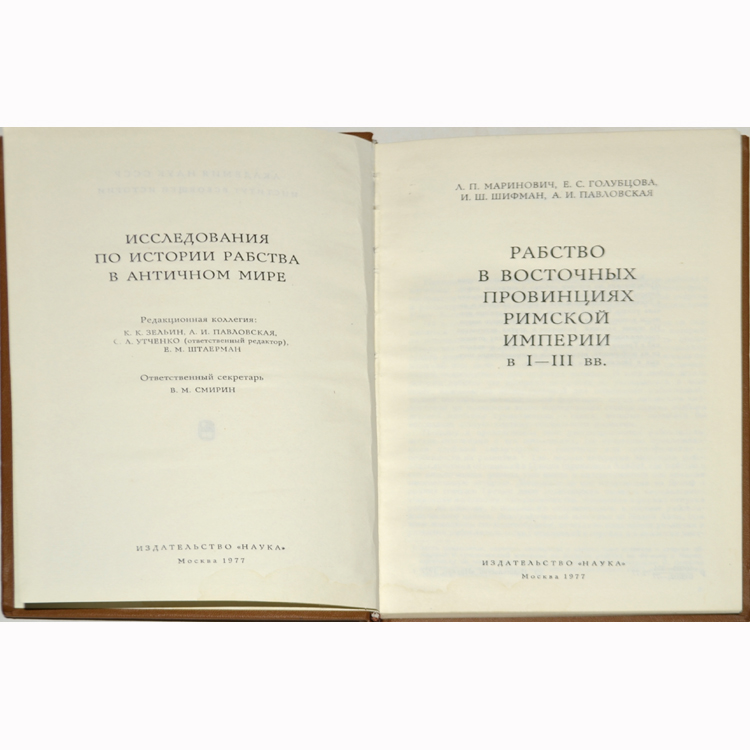 ИССЛЕДОВАНИЯ
ПО ИСТОРИИ РАБСТВА
В АНТИЧНОМ МИРЕ
Редакционная коллегия:
К. К. ЗЕЛЬИН, А. И. ПАВЛОВСКАЯ,
С. Л. УТЧЕНКО (ответственный редактор),
Е. М. ШТАЕРМАН
Ответственный секретарь
В. М. СМИРИН
ИЗДАТЕЛЬСТВО «НАУКА»
Москва 1977
Л. П. МАРИНОВИЧ, Е. С. ГОЛУБЦОВА,
И. Ш. ШИФМАН, А. И. ПАВЛОВСКАЯ
РАБСТВО
В ВОСТОЧНЫХ
ПРОВИНЦИЯХ
РИМСКОЙ
ИМПЕРИИ
В I—III ВВ.
ИЗДАТЕЛЬСТВО «НАУКА»
Москва 1977